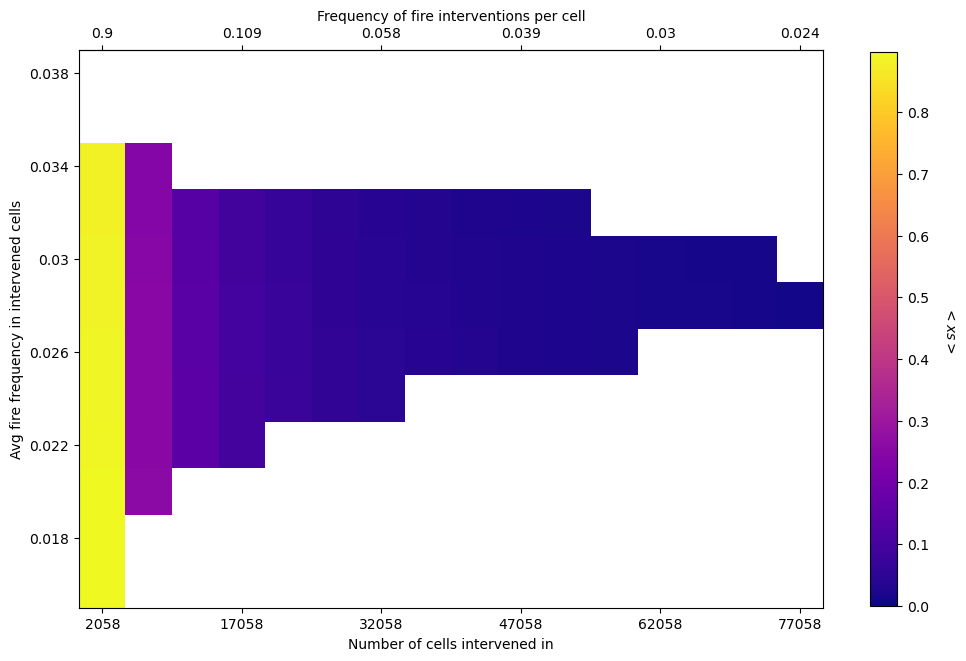 Frequency of fire interventions per cell
0.9 0.109 0.058 0.039 0.03 0.024
0.038
0.034
0.03
0.026
0.022
0.018
Avg fire frequency in intervened cells
2058 17058 32058 47058 62058 77058
Number of cells intervened in
0.8
0.7
0.6
0.5
0.4
0.3
0.2
0.1
0.0
< xs >